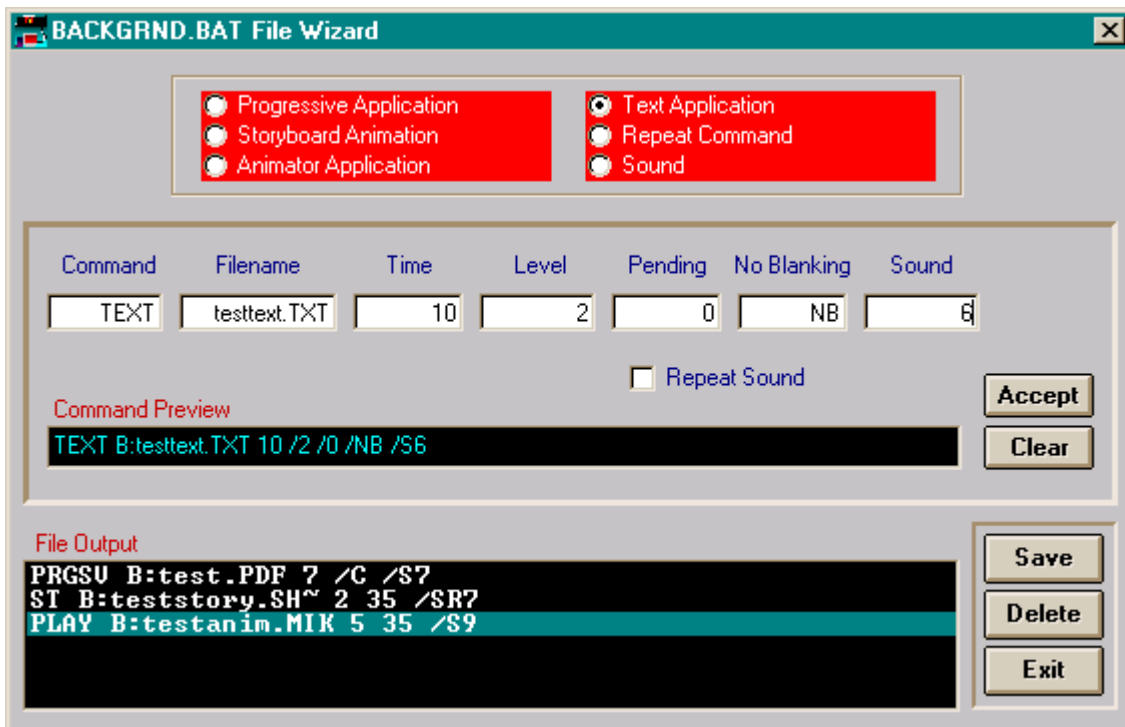 BACKGRND.BAT File Wizard
Progressive Application
Storyboard Animation
Animator Application
Text Application
Repeat Command
Sound
Command Filename Time Level Pending No Blanking Sound
TEXT testtext.TXT 10 2 0 NB 6
Repeat Sound
Command Preview
TEXT B:testtext.TXT 10 /2 /0 /NB /S6
Accept
Clear
File Output
PRGSV B:test.PDF 7 /C /S7
ST B:teststory.SH~ 2 35 /SR7
PLAY B:testanim.MIK 5 35 /S9
Save
Delete
Exit